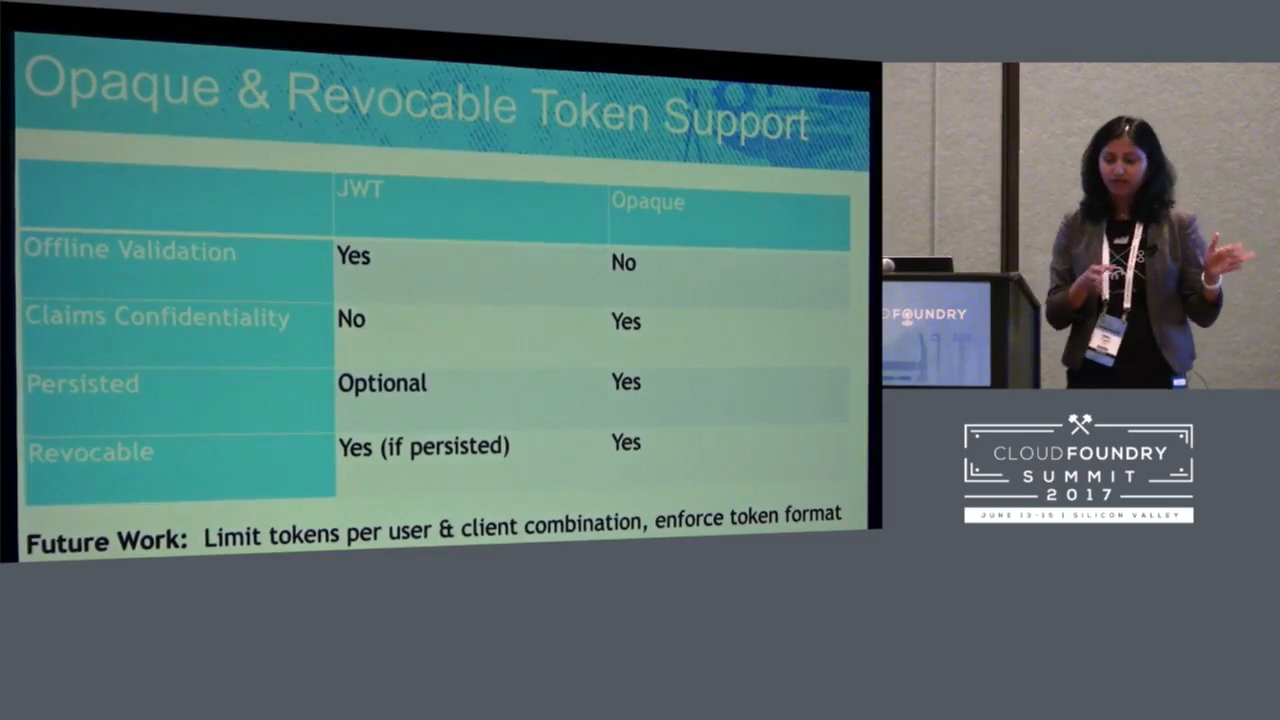 Opaque & Revocable Token Support
JWT
Opaque
Offline Validation
Yes
No
Claims Confidentiality
No
Yes
Persisted
Optional
Yes
Revocable
Yes (if persisted)
Yes
Future Work: Limit tokens per user & client combination, enforce token format
FOUNDRY
CLOUDFOUNDRY
SUMMIT
2017
JUNE 13-15 | SILICON VALLEY